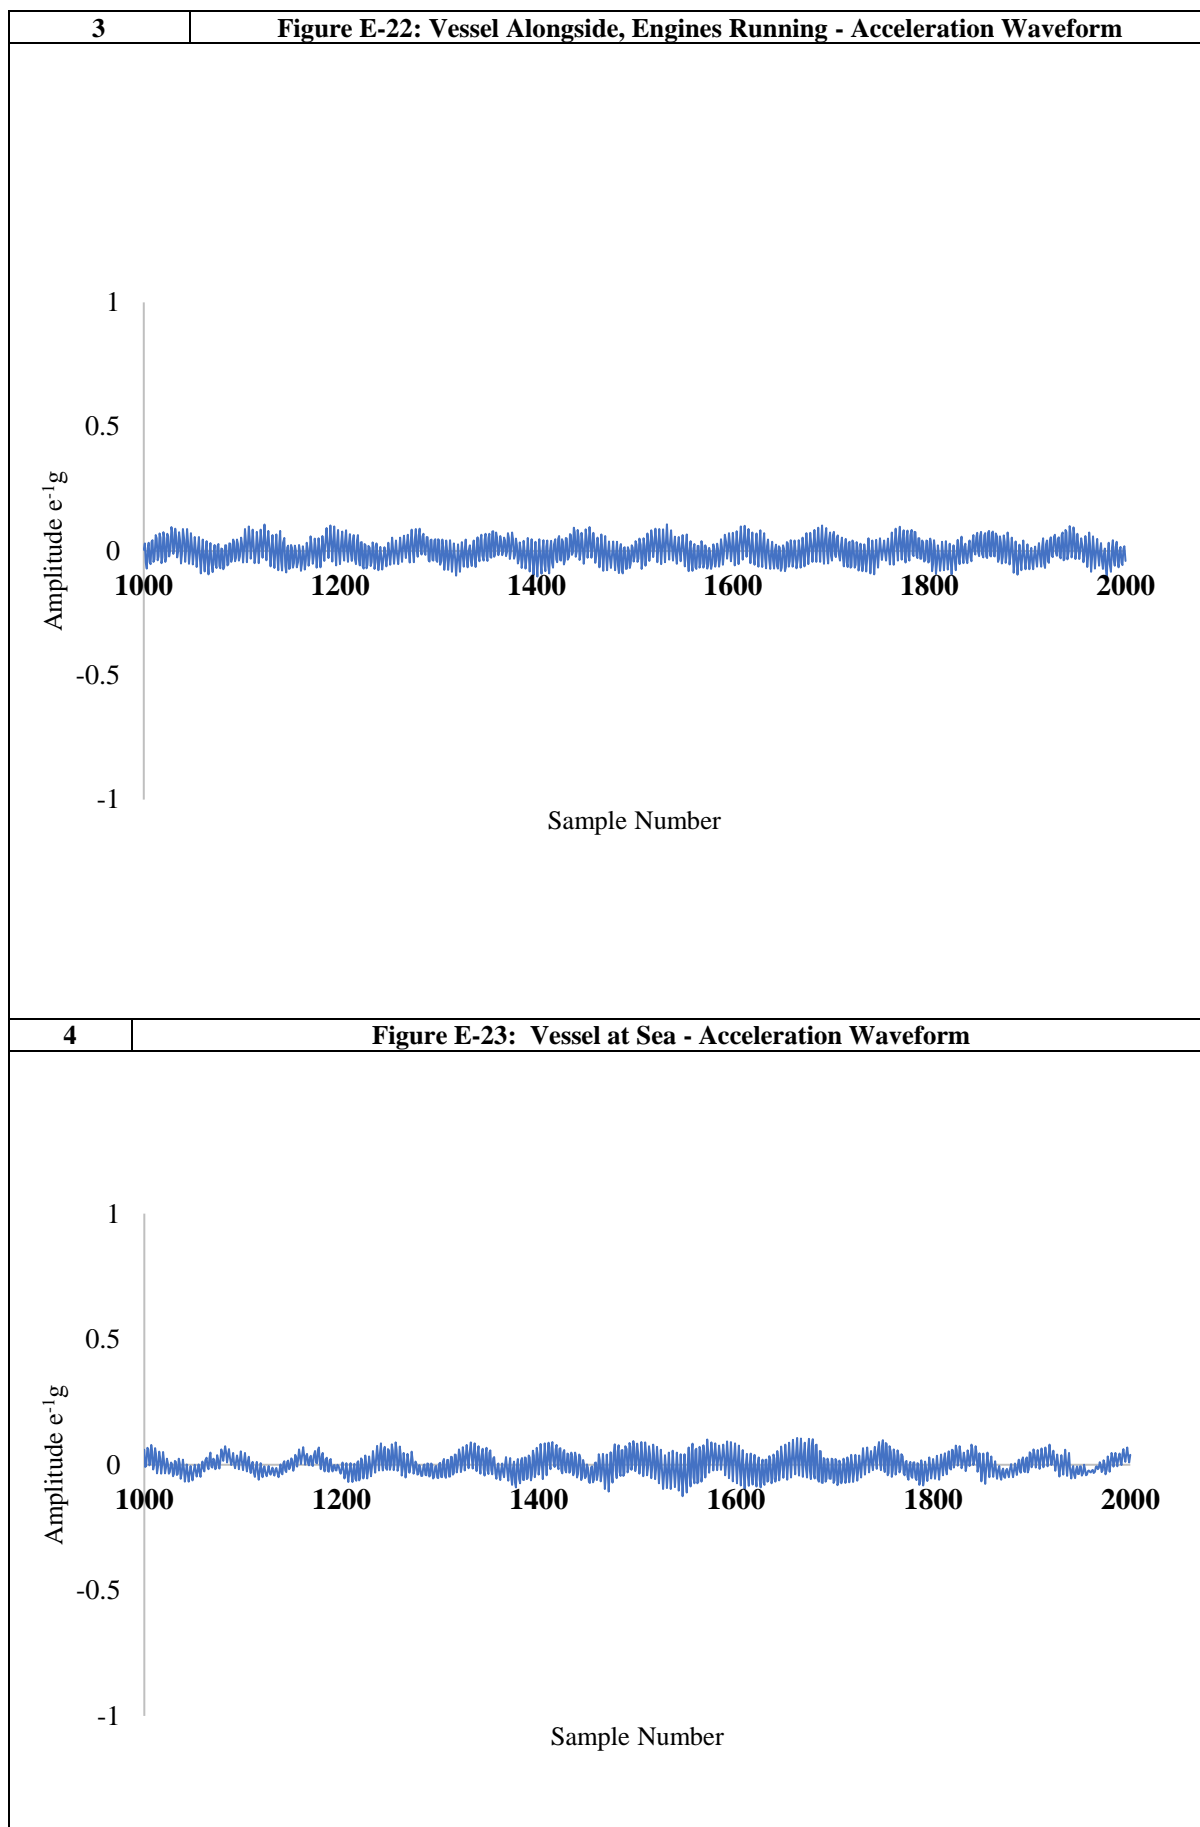 3 Figure E-22: Vessel Alongside, Engines Running - Acceleration Waveform
1
0.5
0
-0.5
-1
Amplitude e⁻¹g
1000 1200 1400 1600 1800 2000
Sample Number
4 Figure E-23: Vessel at Sea - Acceleration Waveform
1
0.5
0
-0.5
-1
Amplitude e⁻¹g
1000 1200 1400 1600 1800 2000
Sample Number